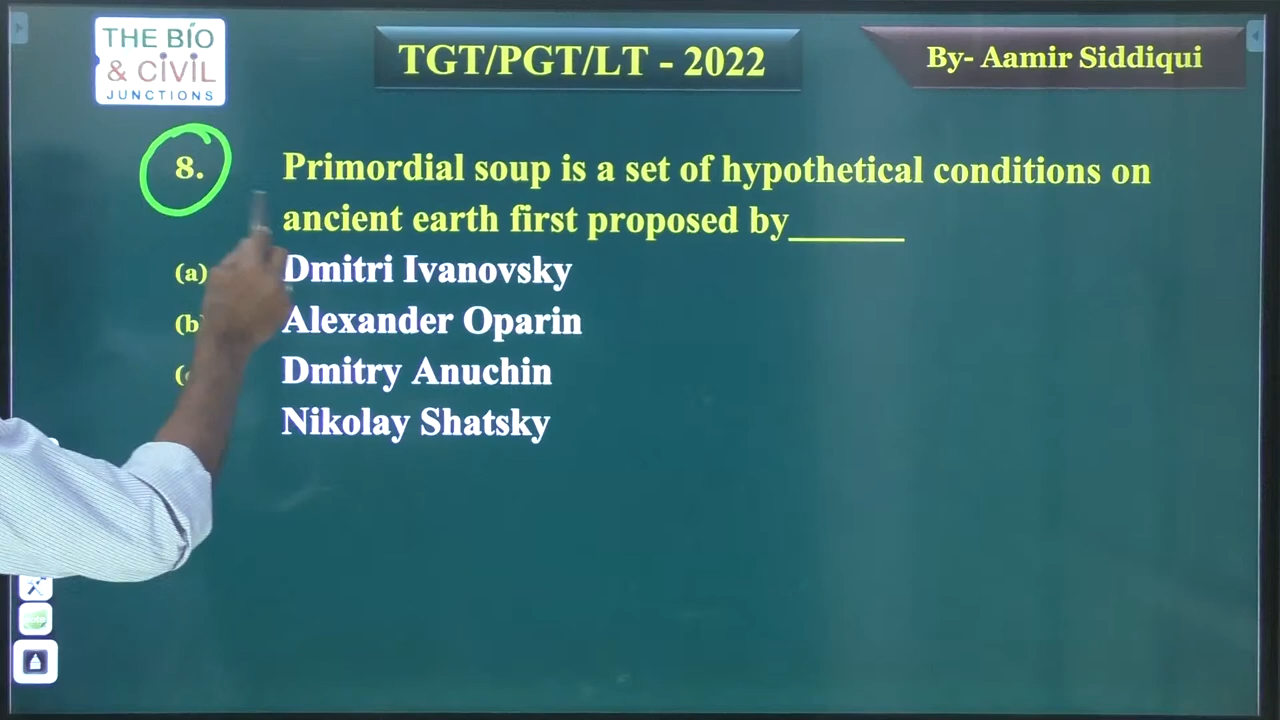 THE BIO
& CIVIL
JUNCTIONS
TGT/PGT/LT - 2022
By- Aamir Siddiqui
8. Primordial soup is a set of hypothetical conditions on
ancient earth first proposed by______
(a) Dmitri Ivanovsky
(b) Alexander Oparin
Dmitry Anuchin
Nikolay Shatsky